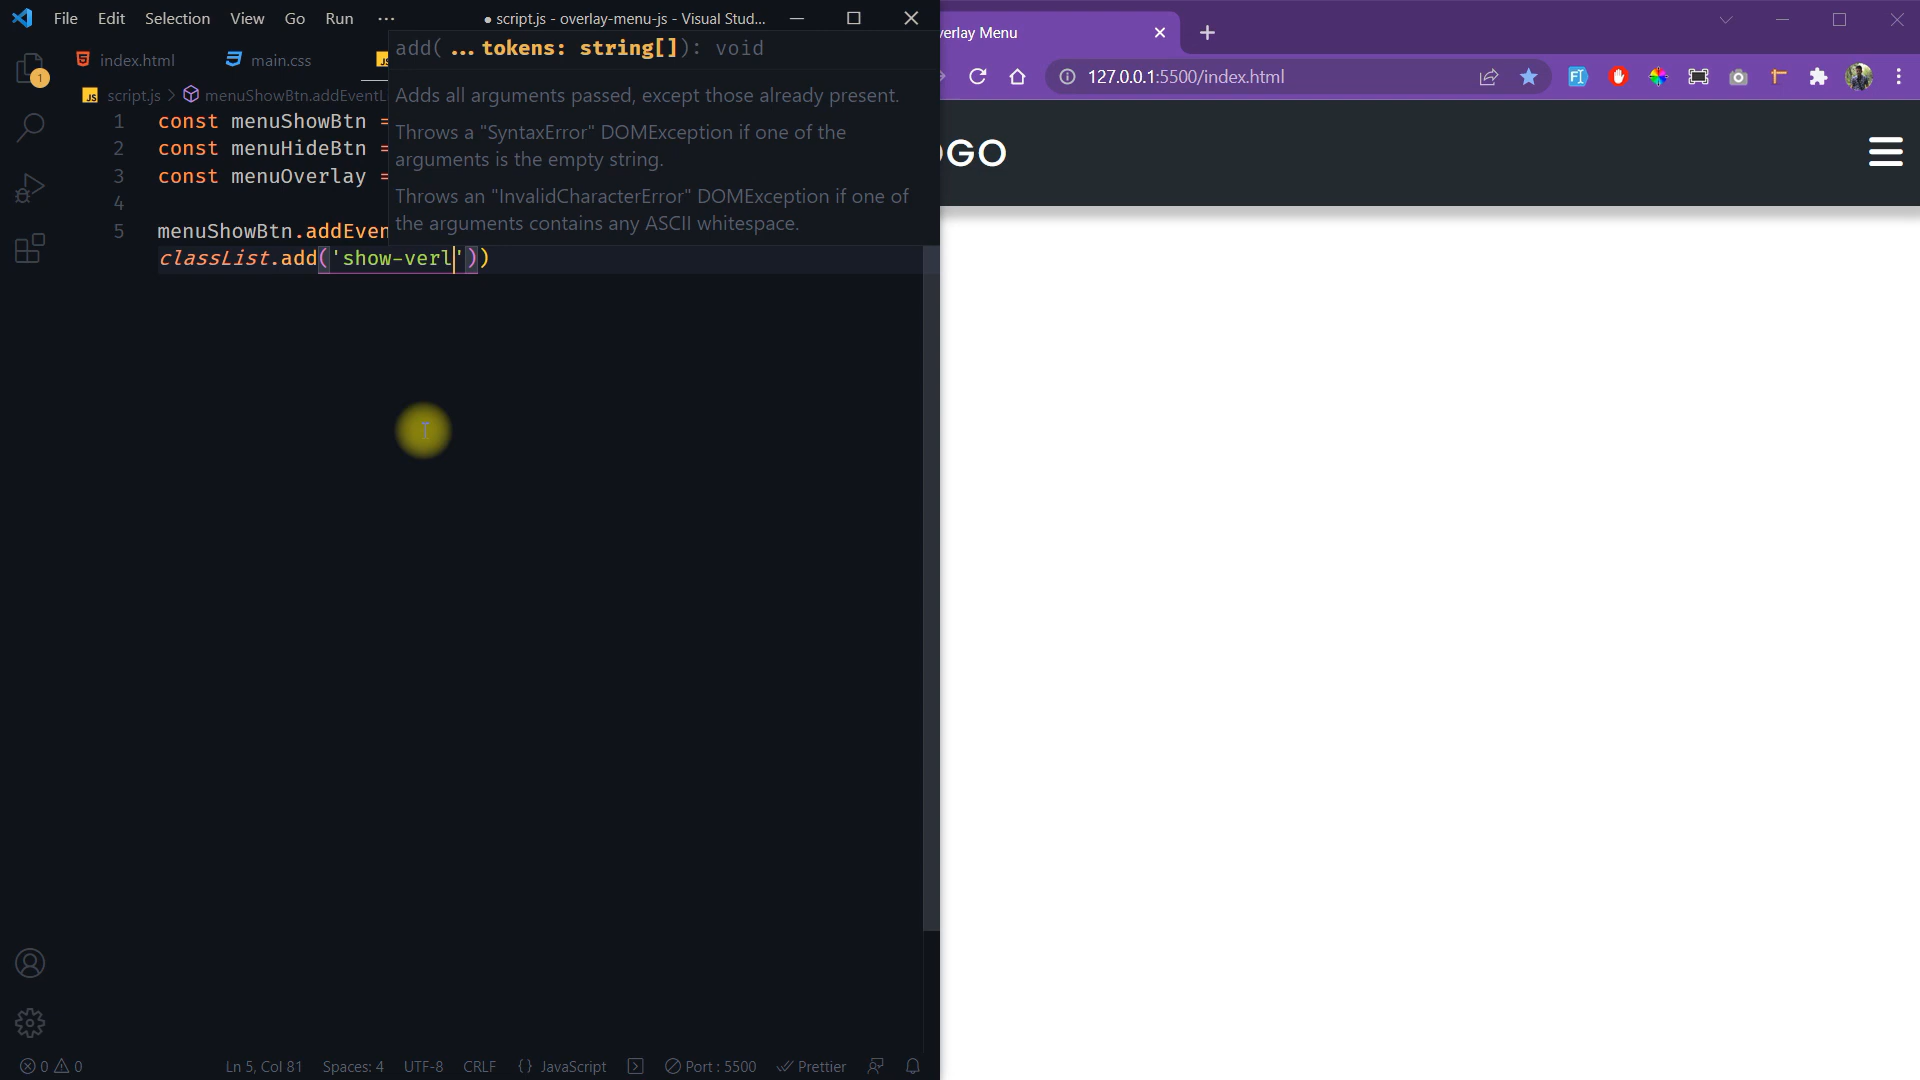 File Edit Selection View Go Run ··· ● script.js - overlay-menu-js - Visual Stud...
index.html main.css JS
JS script.js > menuShowBtn.addEventL
add(...tokens: string[]): void
Adds all arguments passed, except those already present.
Throws a "SyntaxError" DOMException if one of the
arguments is the empty string.
Throws an "InvalidCharacterError" DOMException if one of
the arguments contains any ASCII whitespace.
1 const menuShowBtn =
2 const menuHideBtn =
3 const menuOverlay =
4
5 menuShowBtn.addEven
classList.add('show-verl'))
1
0 0 Ln 5, Col 81 Spaces: 4 UTF-8 CRLF {} JavaScript Port : 5500 Prettier
verlay Menu
127.0.0.1:5500/index.html
OGO